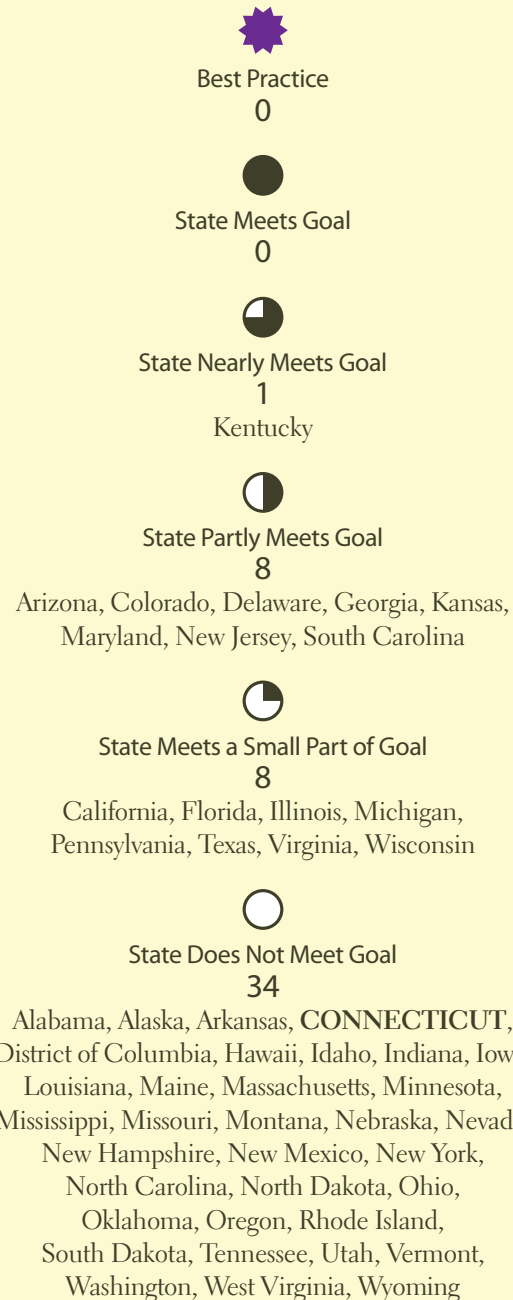 Best Practice
0
State Meets Goal
0
State Nearly Meets Goal
1
Kentucky
State Partly Meets Goal
8
Arizona, Colorado, Delaware, Georgia, Kansas,
Maryland, New Jersey, South Carolina
State Meets a Small Part of Goal
8
California, Florida, Illinois, Michigan,
Pennsylvania, Texas, Virginia, Wisconsin
State Does Not Meet Goal
34
Alabama, Alaska, Arkansas, CONNECTICUT,
District of Columbia, Hawaii, Idaho, Indiana, Iow
Louisiana, Maine, Massachusetts, Minnesota,
Mississippi, Missouri, Montana, Nebraska, Nevad
New Hampshire, New Mexico, New York,
North Carolina, North Dakota, Ohio,
Oklahoma, Oregon, Rhode Island,
South Dakota, Tennessee, Utah, Vermont,
Washington, West Virginia, Wyoming